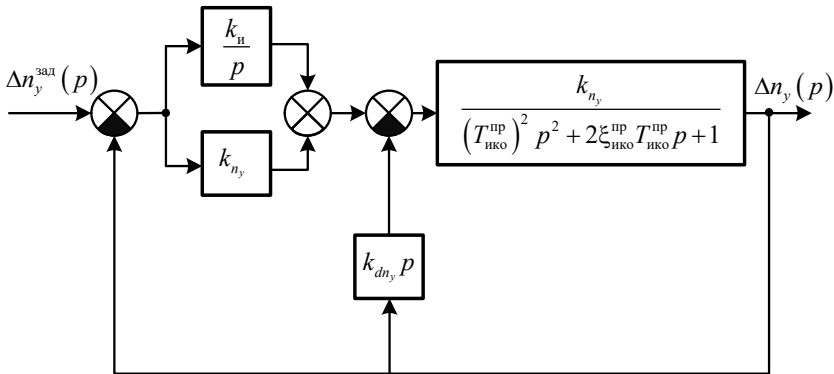 k_и
p
Δn_y^зад(p)
k_{n_y}
k_{n_y}
(T_ико^пр)^2 p^2 + 2ξ_ико^пр T_ико^пр p + 1
Δn_y(p)
k_{dn_y} p